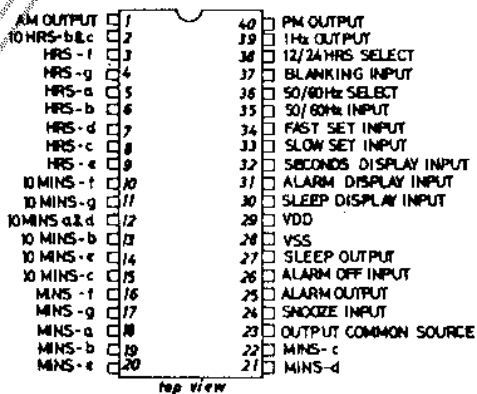 AM OUTPUT 1
10 HRS-b&c 2
HRS-f 3
HRS-g 4
HRS-a 5
HRS-b 6
HRS-d 7
HRS-c 8
HRS-e 9
10 MINS-f 10
10 MINS-g 11
10 MINS a&d 12
10 MINS-b 13
10 MINS-e 14
10 MINS-c 15
MINS-f 16
MINS-g 17
MINS-a 18
MINS-b 19
MINS-e 20
40 PM OUTPUT
39 1Hz OUTPUT
38 12/24HRS SELECT
37 BLANKING INPUT
36 50/60Hz SELECT
35 50/60Hz INPUT
34 FAST SET INPUT
33 SLOW SET INPUT
32 SECONDS DISPLAY INPUT
31 ALARM DISPLAY INPUT
30 SLEEP DISPLAY INPUT
29 VDD
28 VSS
27 SLEEP OUTPUT
26 ALARM OFF INPUT
25 ALARM OUTPUT
24 SNOOZE INPUT
23 OUTPUT COMMON SOURCE
22 MINS-c
21 MINS-d
top view